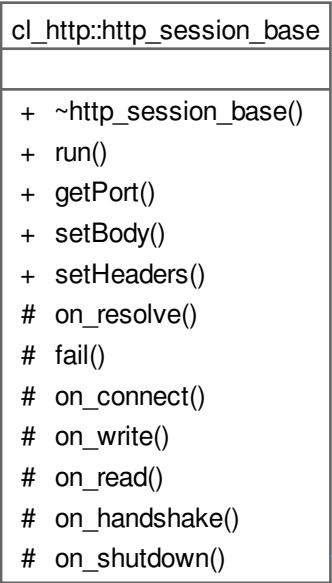 cl_http::http_session_base
+ ~http_session_base()
+ run()
+ getPort()
+ setBody()
+ setHeaders()
# on_resolve()
# fail()
# on_connect()
# on_write()
# on_read()
# on_handshake()
# on_shutdown()